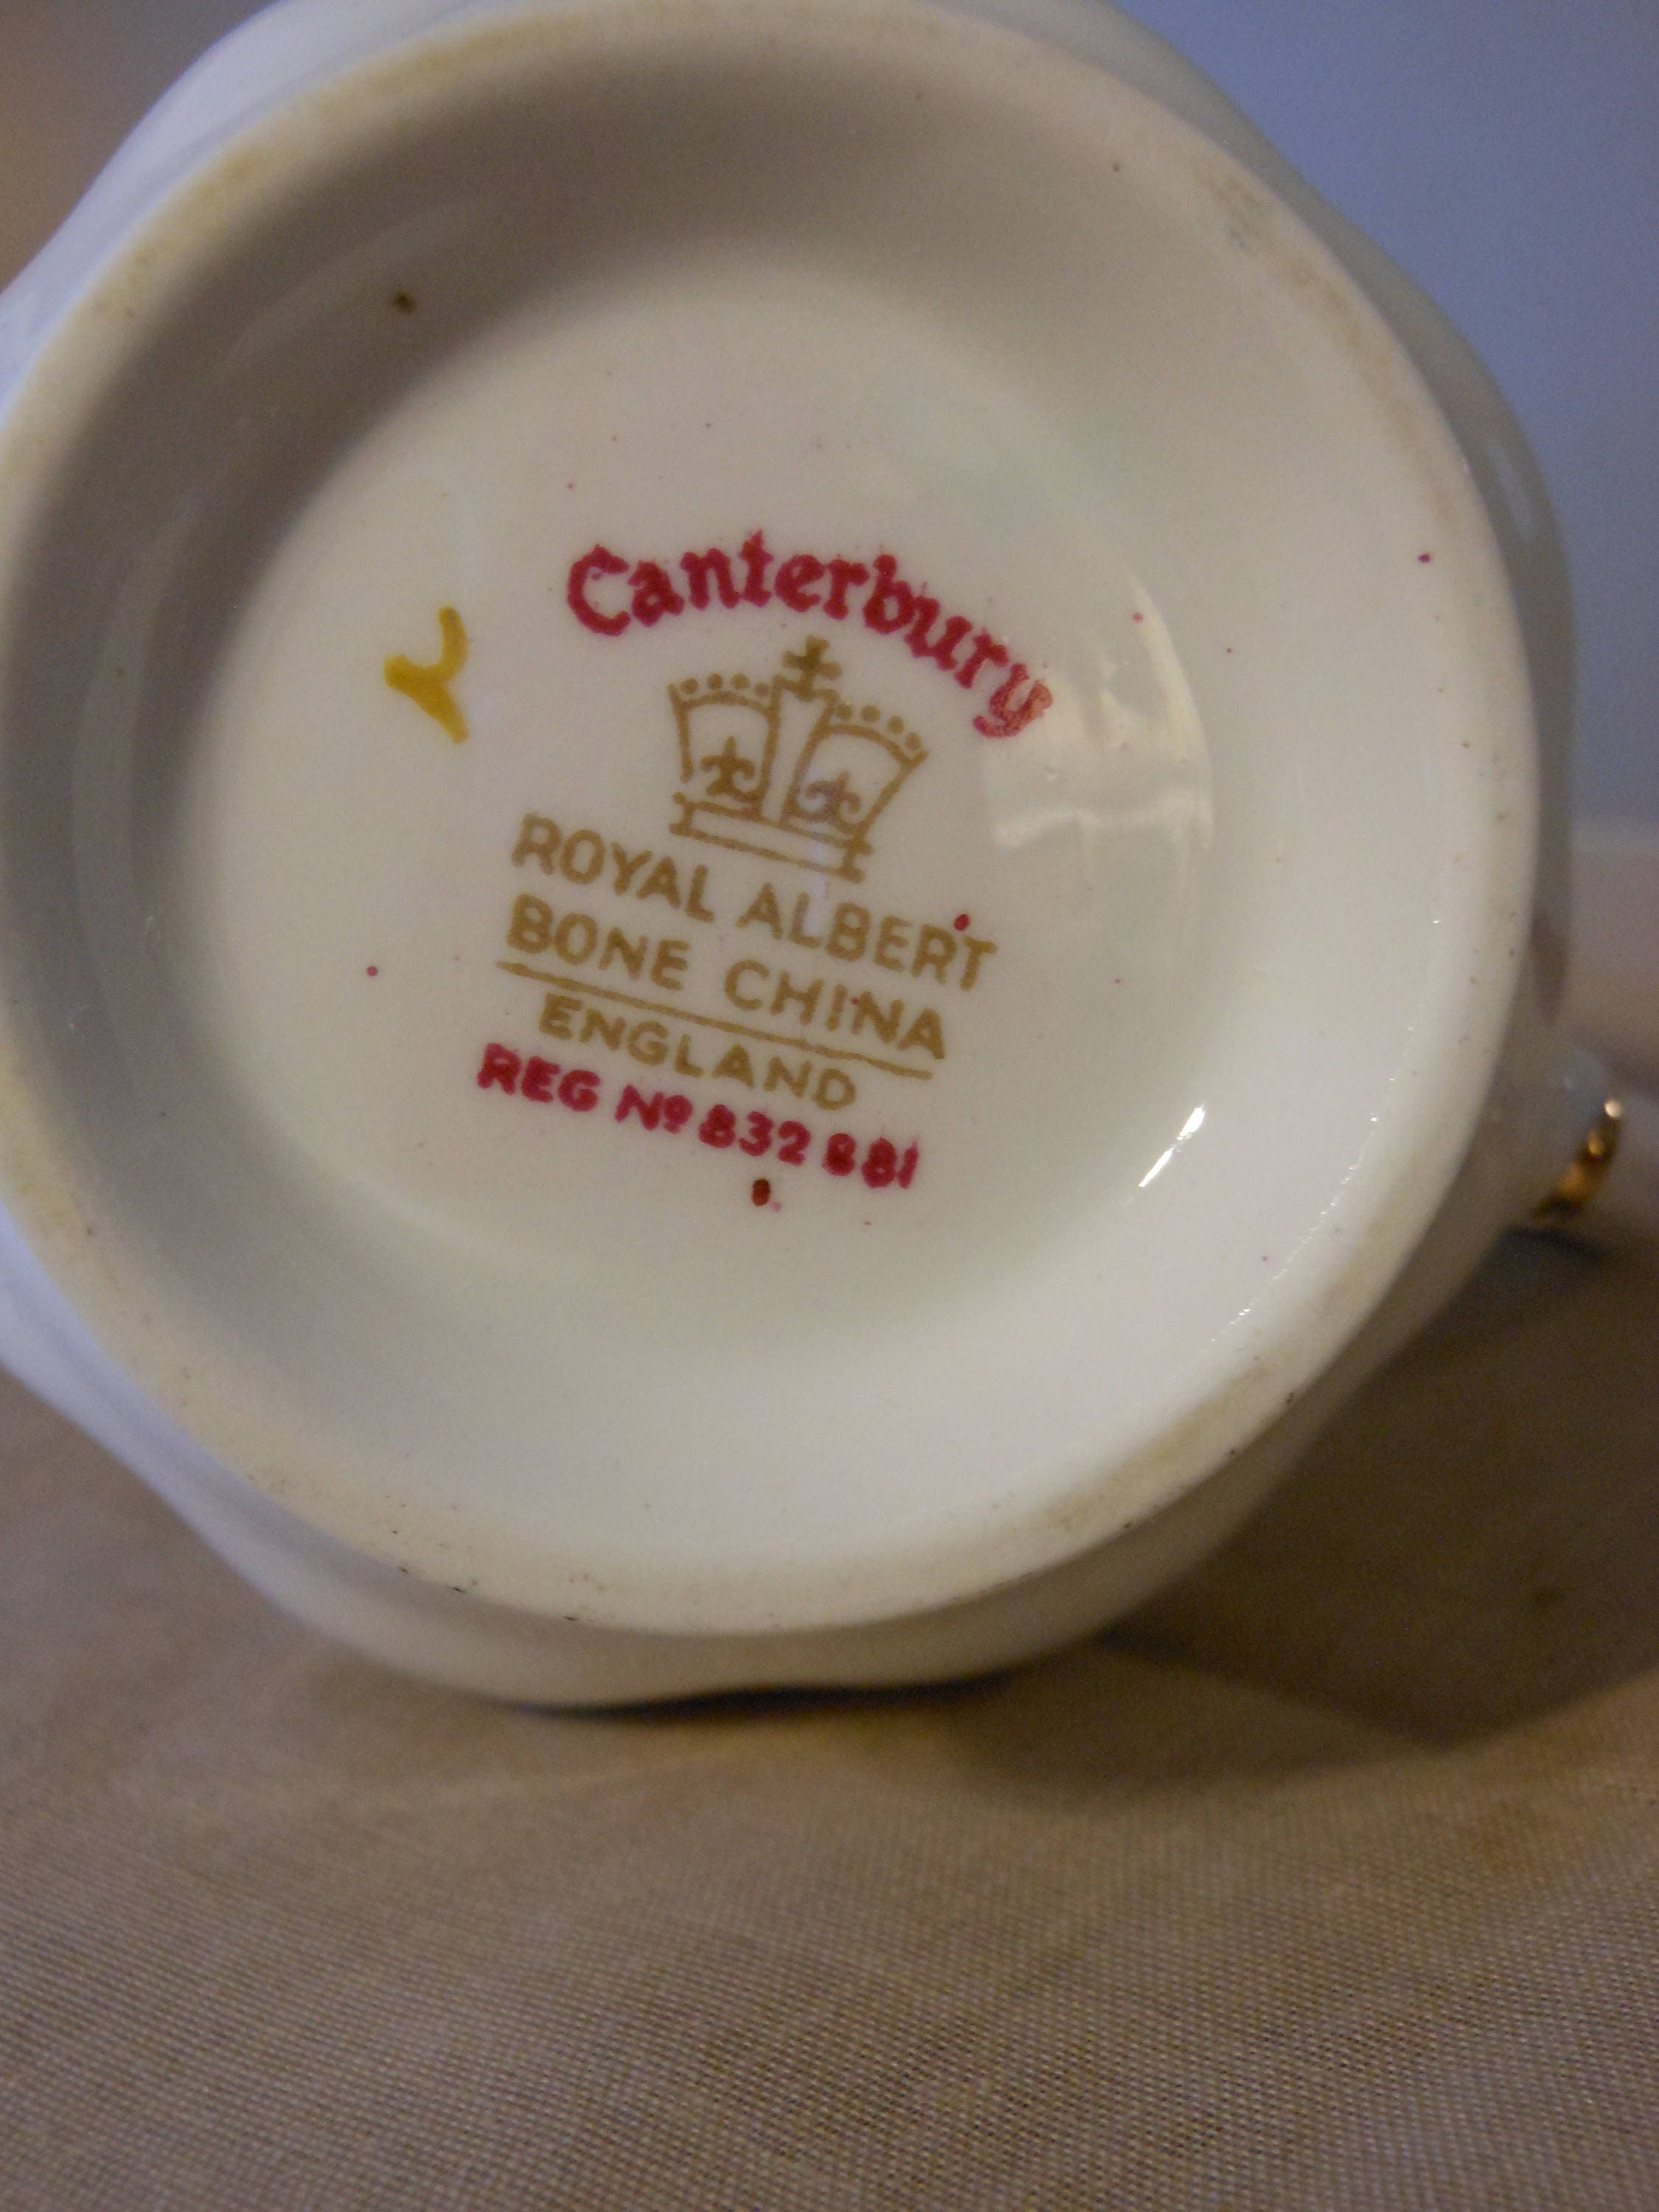 Canterbury
ROYAL ALBERT
BONE CHINA
ENGLAND
REG Nº 832 881